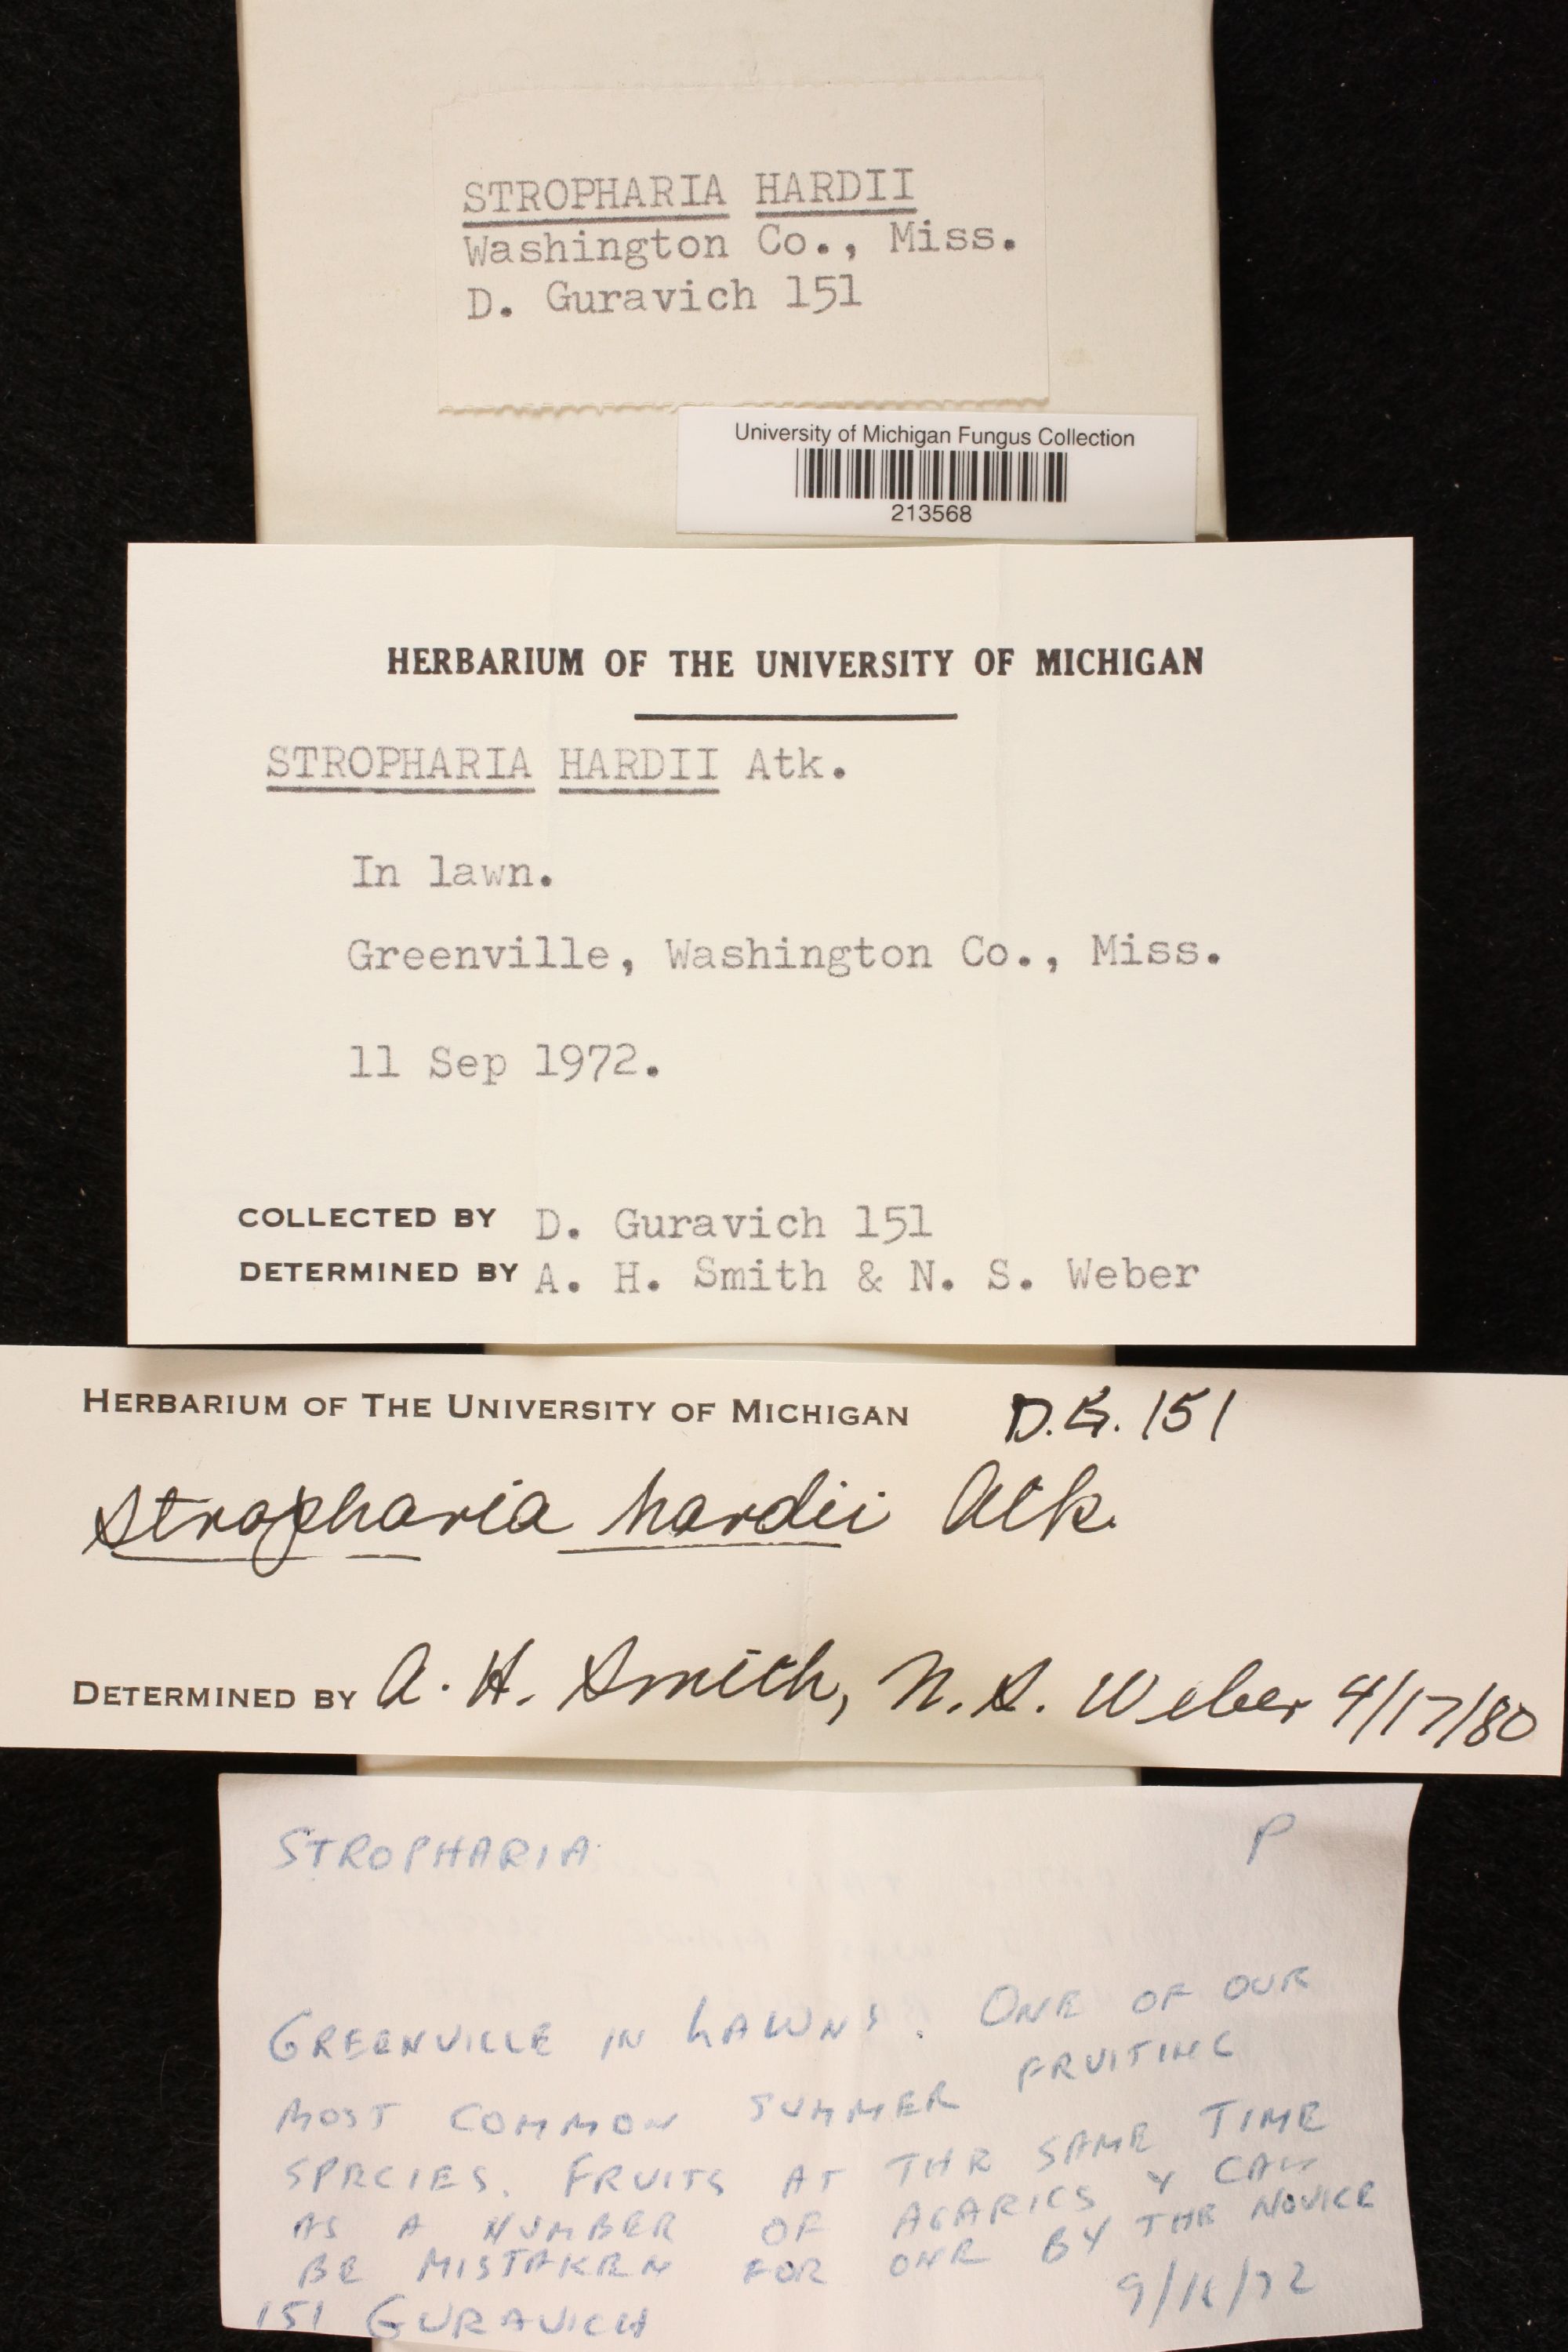 STROPHARIA HARDII
Washington Co., Miss.
D. Guravich 151
University of Michigan Fungus Collection
213568
HERBARIUM OF THE UNIVERSITY OF MICHIGAN
STROPHARIA HARDII Atk.
In lawn.
Greenville, Washington Co., Miss.
11 Sep 1972.
COLLECTED BY D. Guravich 151
DETERMINED BY A. H. Smith & N. S. Weber
HERBARIUM OF THE UNIVERSITY OF MICHIGAN D.G. 151
Stropharia hardii Atk.
DETERMINED BY A. H. Smith, N. S. Weber 4/17/80
STROPHARIA P
GREENVILLE IN LAWNS. ONE OF OUR
MOST COMMON SUMMER FRUITING
SPECIES. FRUITS AT THE SAME TIME
AS A NUMBER OF AGARICS & CAN
BE MISTAKEN FOR ONE BY THE NOVICE
151 GURAVICH 9/11/72